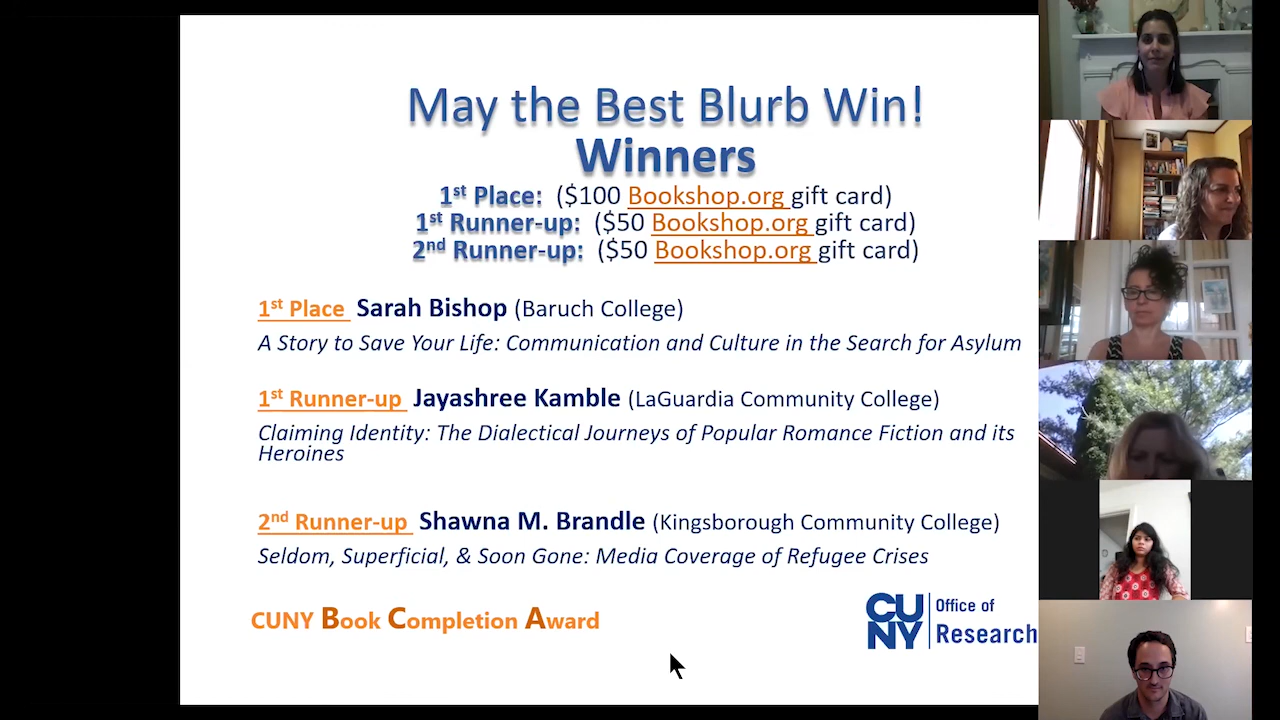 May the Best Blurb Win!
Winners
1st Place: ($100 Bookshop.org gift card)
1st Runner-up: ($50 Bookshop.org gift card)
2nd Runner-up: ($50 Bookshop.org gift card)
1st Place Sarah Bishop (Baruch College)
A Story to Save Your Life: Communication and Culture in the Search for Asylum
1st Runner-up Jayashree Kamble (LaGuardia Community College)
Claiming Identity: The Dialectical Journeys of Popular Romance Fiction and its
Heroines
2nd Runner-up Shawna M. Brandle (Kingsborough Community College)
Seldom, Superficial, & Soon Gone: Media Coverage of Refugee Crises
CUNY Book Completion Award
CU
NY
Office of
Research